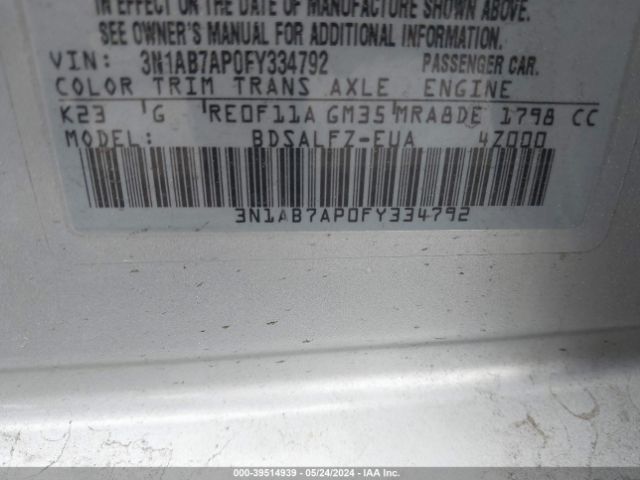 IN EFFECT ON THE DATE OF MANUFACTURE SHOWN ABOVE.
SEE OWNER'S MANUAL FOR ADDITIONAL INFORMATION.
VIN: 3N1AB7AP0FY334792 PASSENGER CAR.
COLOR TRIM TRANS AXLE ENGINE
K23 G RE0F11A GM35 MRA8DE 1798 CC
MODEL: BDSALFZ-EUA 4Z000
3N1AB7AP0FY334792
000-39514939 - 05/24/2024 - IAA Inc.